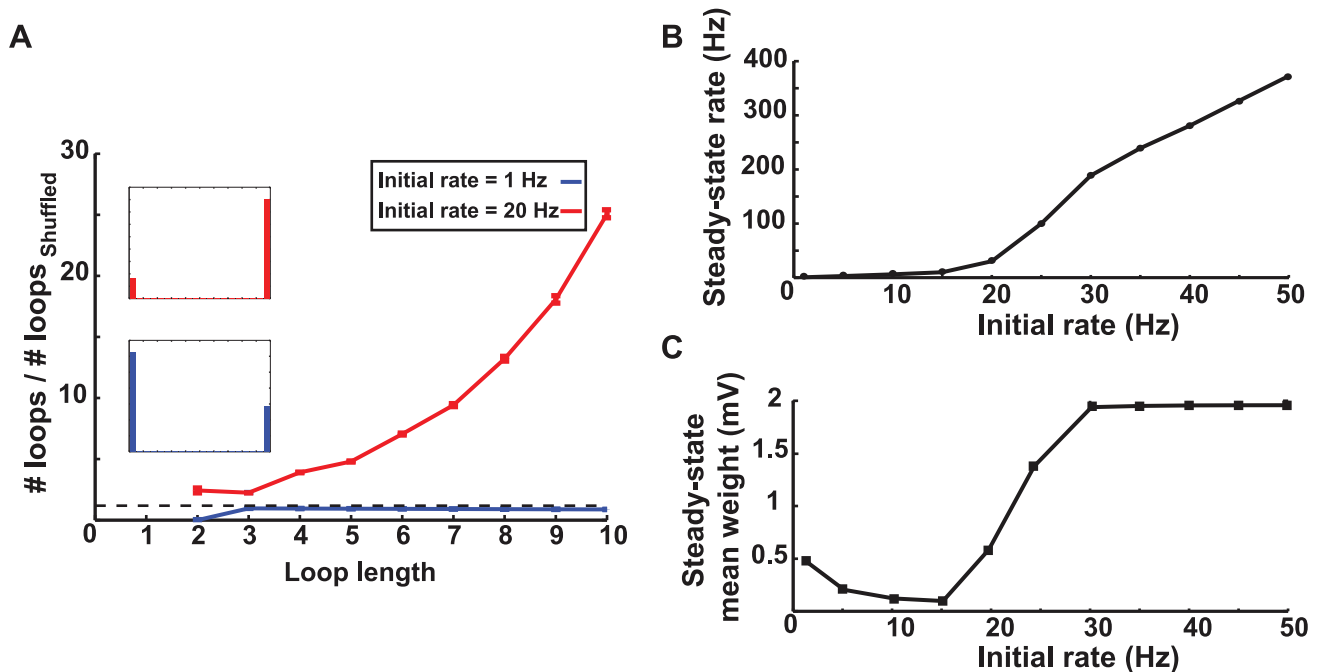 A
# loops / # loops Shuffled
30
20
10
Initial rate = 1 Hz
Initial rate = 20 Hz
0 1 2 3 4 5 6 7 8 9 10
Loop length
B
Steady-state rate (Hz)
400
300
200
100
0 10 20 30 40 50
Initial rate (Hz)
C
Steady-state
mean weight (mV)
2
1.5
1
0.5
0 10 20 30 40 50
Initial rate (Hz)